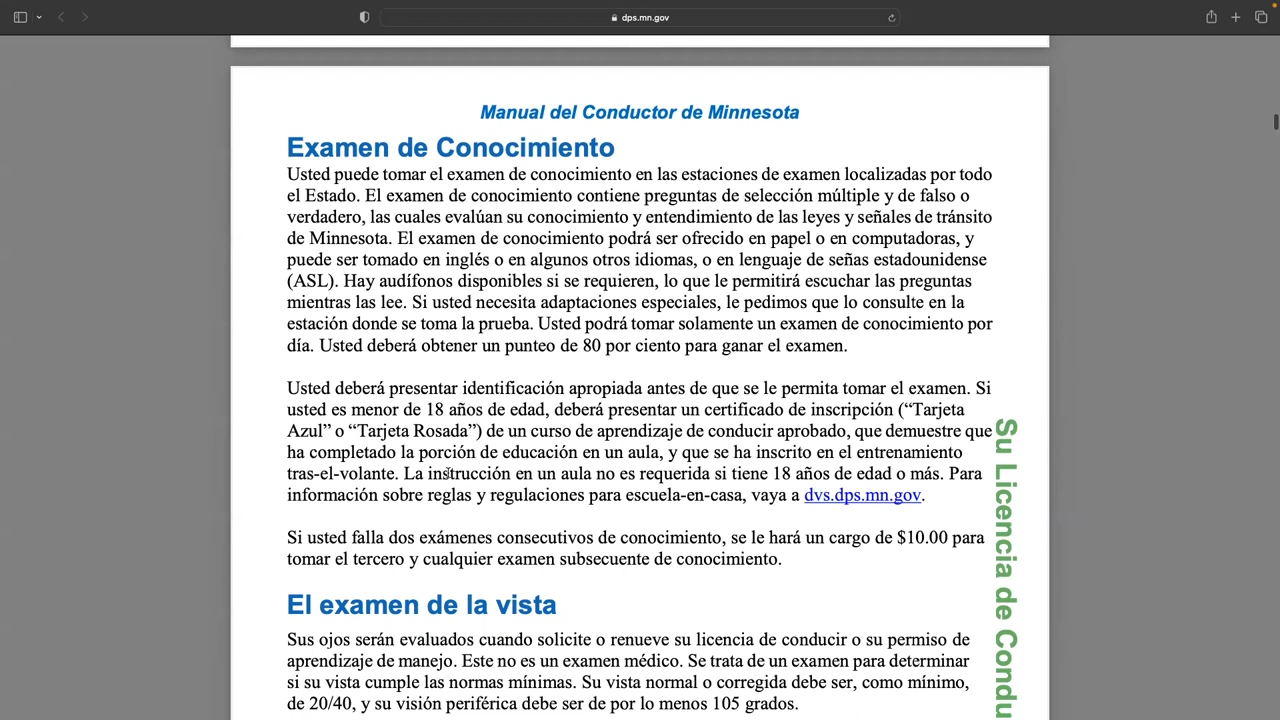 dps.mn.gov
Manual del Conductor de Minnesota
Examen de Conocimiento
Usted puede tomar el examen de conocimiento en las estaciones de examen localizadas por todo
el Estado. El examen de conocimiento contiene preguntas de selección múltiple y de falso o
verdadero, las cuales evalúan su conocimiento y entendimiento de las leyes y señales de tránsito
de Minnesota. El examen de conocimiento podrá ser ofrecido en papel o en computadoras, y
puede ser tomado en inglés o en algunos otros idiomas, o en lenguaje de señas estadounidense
(ASL). Hay audífonos disponibles si se requieren, lo que le permitirá escuchar las preguntas
mientras las lee. Si usted necesita adaptaciones especiales, le pedimos que lo consulte en la
estación donde se toma la prueba. Usted podrá tomar solamente un examen de conocimiento por
día. Usted deberá obtener un punteo de 80 por ciento para ganar el examen.
Usted deberá presentar identificación apropiada antes de que se le permita tomar el examen. Si
usted es menor de 18 años de edad, deberá presentar un certificado de inscripción (“Tarjeta
Azul” o “Tarjeta Rosada”) de un curso de aprendizaje de conducir aprobado, que demuestre que
ha completado la porción de educación en un aula, y que se ha inscrito en el entrenamiento
tras-el-volante. La instrucción en un aula no es requerida si tiene 18 años de edad o más. Para
información sobre reglas y regulaciones para escuela-en-casa, vaya a dvs.dps.mn.gov.
Si usted falla dos exámenes consecutivos de conocimiento, se le hará un cargo de $10.00 para
tomar el tercero y cualquier examen subsecuente de conocimiento.
El examen de la vista
Sus ojos serán evaluados cuando solicite o renueve su licencia de conducir o su permiso de
aprendizaje de manejo. Este no es un examen médico. Se trata de un examen para determinar
si su vista cumple las normas mínimas. Su vista normal o corregida debe ser, como mínimo,
de 20/40, y su visión periférica debe ser de por lo menos 105 grados.
Su Licencia de Condu